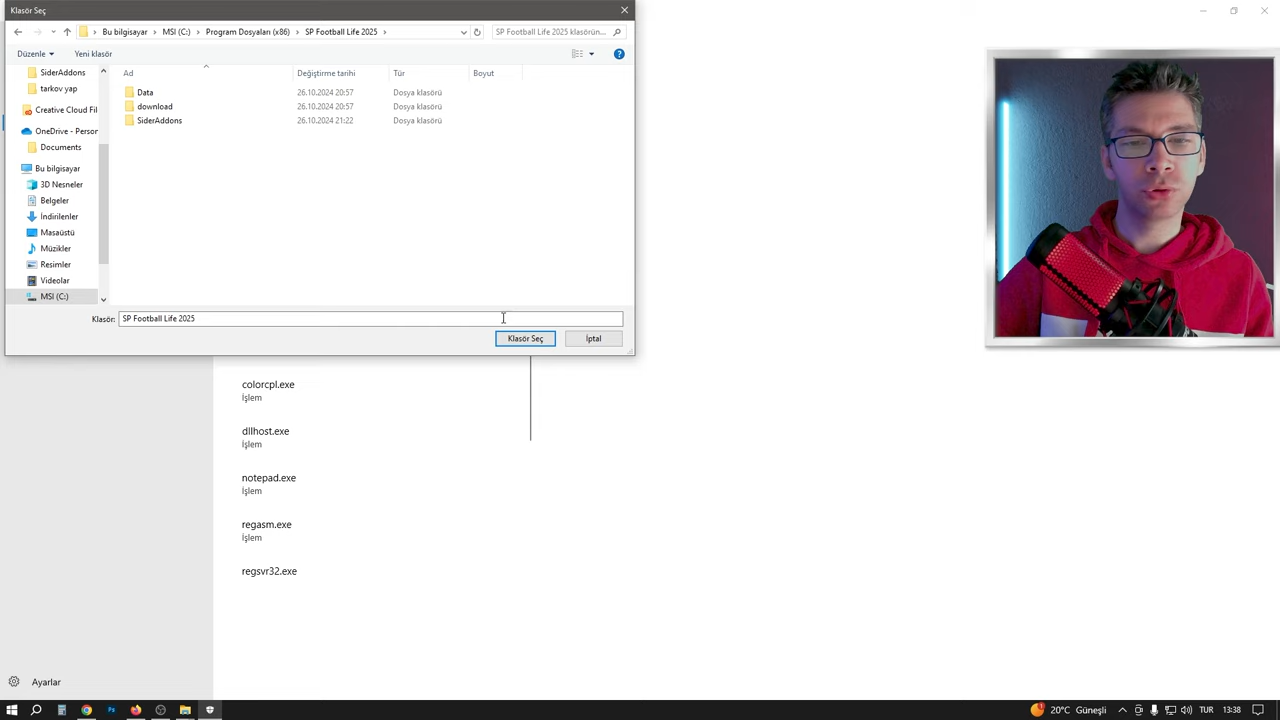 Klasör Seç
Bu bilgisayar > MSI (C:) > Program Dosyaları (x86) > SP Football Life 2025 >
SP Football Life 2025 klasörün...
Düzenle
Yeni klasör
SiderAddons
tarkov yap
Creative Cloud Fil
OneDrive - Person
Documents
Bu bilgisayar
3D Nesneler
Belgeler
İndirilenler
Masaüstü
Müzikler
Resimler
Videolar
MSI (C:)
Ad Değiştirme tarihi Tür Boyut
Data 26.10.2024 20:57 Dosya klasörü
download 26.10.2024 20:57 Dosya klasörü
SiderAddons 26.10.2024 21:22 Dosya klasörü
Klasör: SP Football Life 2025
Klasör Seç İptal
colorcpl.exe
İşlem
dllhost.exe
İşlem
notepad.exe
İşlem
regasm.exe
İşlem
regsvr32.exe
Ayarlar
20°C Güneşli
TUR
13:38